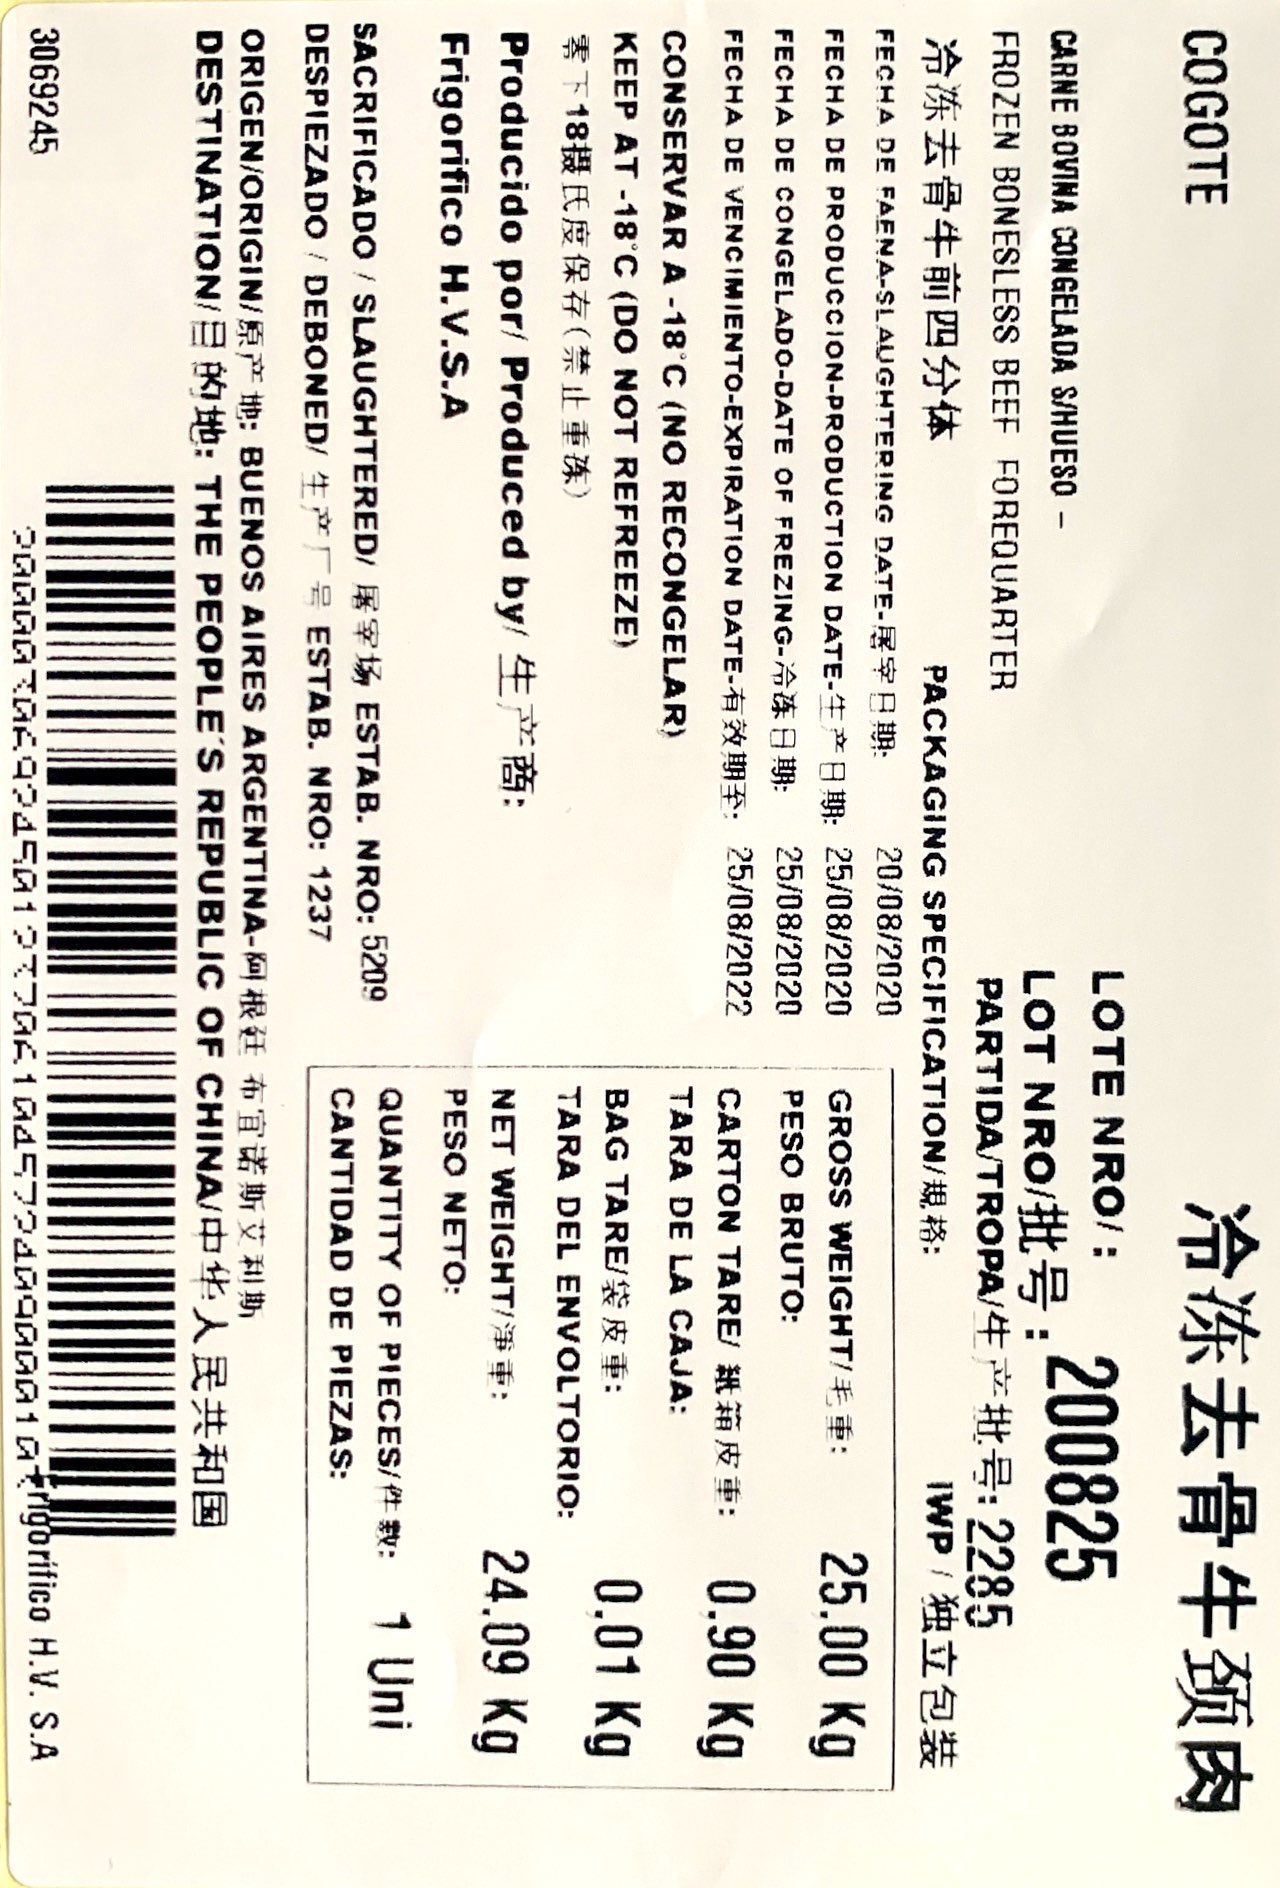 COGOTE 冷冻去骨牛颈肉
CARNE BOVINA CONGELADA S/HUESO –
FROZEN BONESLESS BEEF FOREQUARTER
冷冻去骨牛前四分体
LOTE NRO/ :
LOT NRO/批号 : 200825
PARTIDA/TROPA/生产批号: 2285
PACKAGING SPECIFICATION/规格: IWP / 独立包装
FECHA DE FAENA-SLAUGHTERING DATE-屠宰日期: 20/08/2020
FECHA DE PRODUCCION-PRODUCTION DATE-生产日期: 25/08/2020
FECHA DE CONGELADO-DATE OF FREZING-冷冻日期: 25/08/2020
FECHA DE VENCIMIENTO-EXPIRATION DATE-有效期至: 25/08/2022
CONSERVAR A -18°C (NO RECONGELAR)
KEEP AT -18°C (DO NOT REFREEZE)
零下18摄氏度保存(禁止重冻)
Producido por/ Produced by/ 生产商:
Frigorifico H.V.S.A
SACRIFICADO / SLAUGHTERED/ 屠宰场 ESTAB. NRO: 5209
DESPIEZADO / DEBONED/ 生产厂号 ESTAB. NRO: 1237
GROSS WEIGHT/毛重: 25.00 Kg
PESO BRUTO:
CARTON TARE/ 紙箱皮重: 0.90 Kg
TARA DE LA CAJA:
BAG TARE/袋皮重: 0.01 Kg
TARA DEL ENVOLTORIO:
NET WEIGHT/淨重: 24.09 Kg
PESO NETO:
QUANTITY OF PIECES/件數: 1 Uni
CANTIDAD DE PIEZAS:
ORIGEN/ORIGIN/原产地: BUENOS AIRES ARGENTINA-阿根廷 布宜诺斯艾利斯
DESTINATION/目的地: THE PEOPLE´S REPUBLIC OF CHINA/中华人民共和国
3069245
Frigorífico H.V. S.A